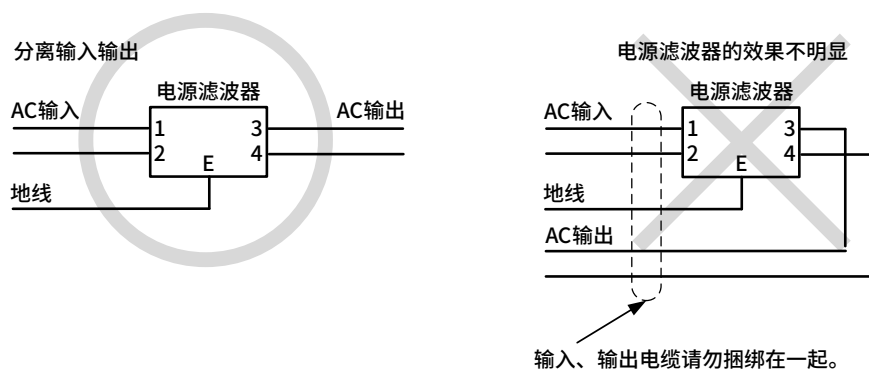 分离输入输出
电源滤波器
AC输入
AC输出
1
3
2
4
E
地线
电源滤波器的效果不明显
电源滤波器
AC输入
1
3
2
4
E
地线
AC输出
输入、输出电缆请勿捆绑在一起。